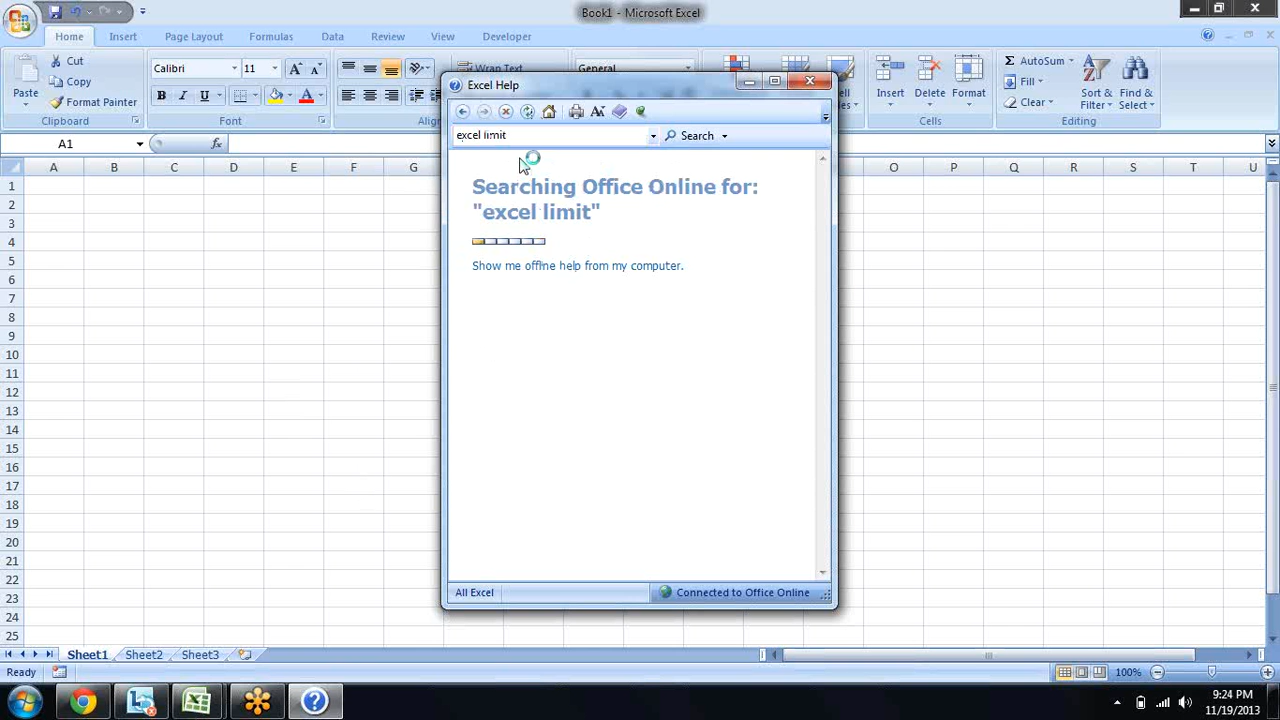 Book1 - Microsoft Excel
Home Insert Page Layout Formulas Data Review View Developer
Cut
Copy
Format Painter
Paste
Clipboard
Calibri 11
B I U
Font
Wrap Text
General
Insert Delete Format
Cells
AutoSum
Fill
Clear
Sort & Filter
Find & Select
Editing
A1
fx
Excel Help
excel limit
Search
Searching Office Online for:
"excel limit"
Show me offline help from my computer.
All Excel
Connected to Office Online
A B C D E F G O P Q R S T U
1
2
3
4
5
6
7
8
9
10
11
12
13
14
15
16
17
18
19
20
21
22
23
24
25
Sheet1 Sheet2 Sheet3
Ready
100%
9:24 PM
11/19/2013